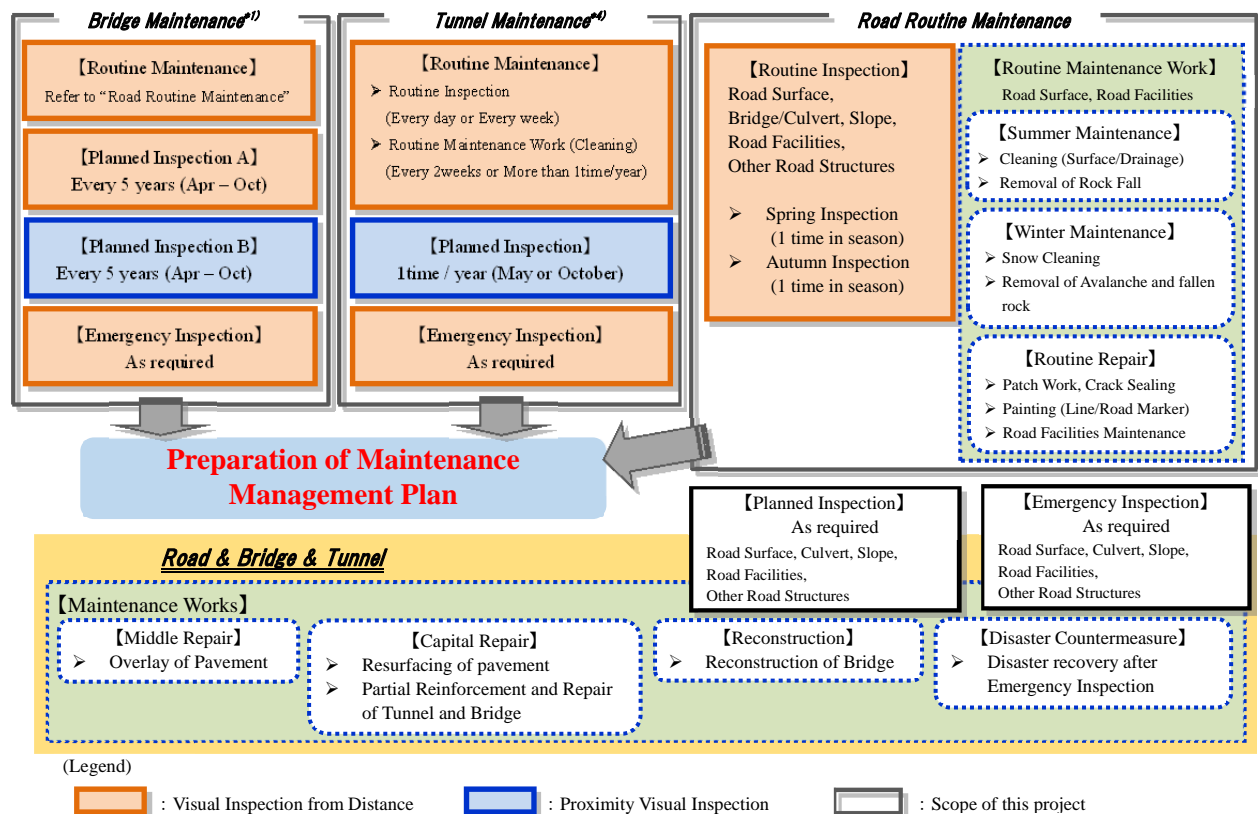 Bridge Maintenance*1)
【Routine Maintenance】
Refer to “Road Routine Maintenance”
【Planned Inspection A】
Every 5 years (Apr – Oct)
【Planned Inspection B】
Every 5 years (Apr – Oct)
【Emergency Inspection】
As required
Tunnel Maintenance*4)
【Routine Maintenance】
➢ Routine Inspection
(Every day or Every week)
➢ Routine Maintenance Work (Cleaning)
(Every 2weeks or More than 1time/year)
【Planned Inspection】
1time / year (May or October)
【Emergency Inspection】
As required
Road Routine Maintenance
【Routine Inspection】
Road Surface,
Bridge/Culvert, Slope,
Road Facilities,
Other Road Structures
➢ Spring Inspection
(1 time in season)
➢ Autumn Inspection
(1 time in season)
【Routine Maintenance Work】
Road Surface, Road Facilities
【Summer Maintenance】
➢ Cleaning (Surface/Drainage)
➢ Removal of Rock Fall
【Winter Maintenance】
➢ Snow Cleaning
➢ Removal of Avalanche and fallen
rock
【Routine Repair】
➢ Patch Work, Crack Sealing
➢ Painting (Line/Road Marker)
➢ Road Facilities Maintenance
Preparation of Maintenance
Management Plan
【Planned Inspection】
As required
Road Surface, Culvert, Slope,
Road Facilities,
Other Road Structures
【Emergency Inspection】
As required
Road Surface, Culvert, Slope,
Road Facilities,
Other Road Structures
Road & Bridge & Tunnel
【Maintenance Works】
【Middle Repair】
➢ Overlay of Pavement
【Capital Repair】
➢ Resurfacing of pavement
➢ Partial Reinforcement and Repair
of Tunnel and Bridge
【Reconstruction】
➢ Reconstruction of Bridge
【Disaster Countermeasure】
➢ Disaster recovery after
Emergency Inspection
(Legend)
: Visual Inspection from Distance
: Proximity Visual Inspection
: Scope of this project